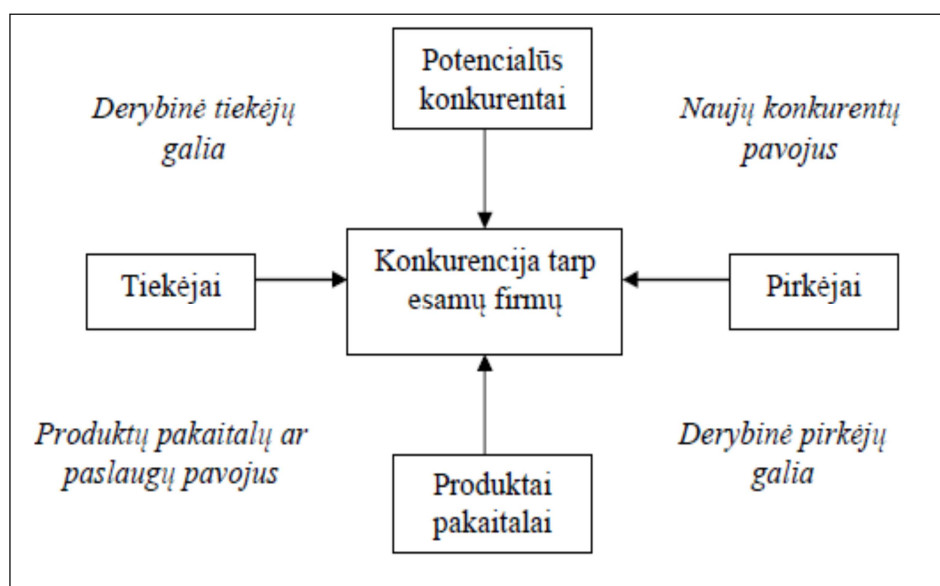 Potencialūs
konkurentai
Derybinė tiekėjų
galia
Naujų konkurentų
pavojus
Tiekėjai
Konkurencija tarp
esamų firmų
Pirkėjai
Produktų pakaitalų ar
paslaugų pavojus
Produktai
pakaitalai
Derybinė pirkėjų
galia